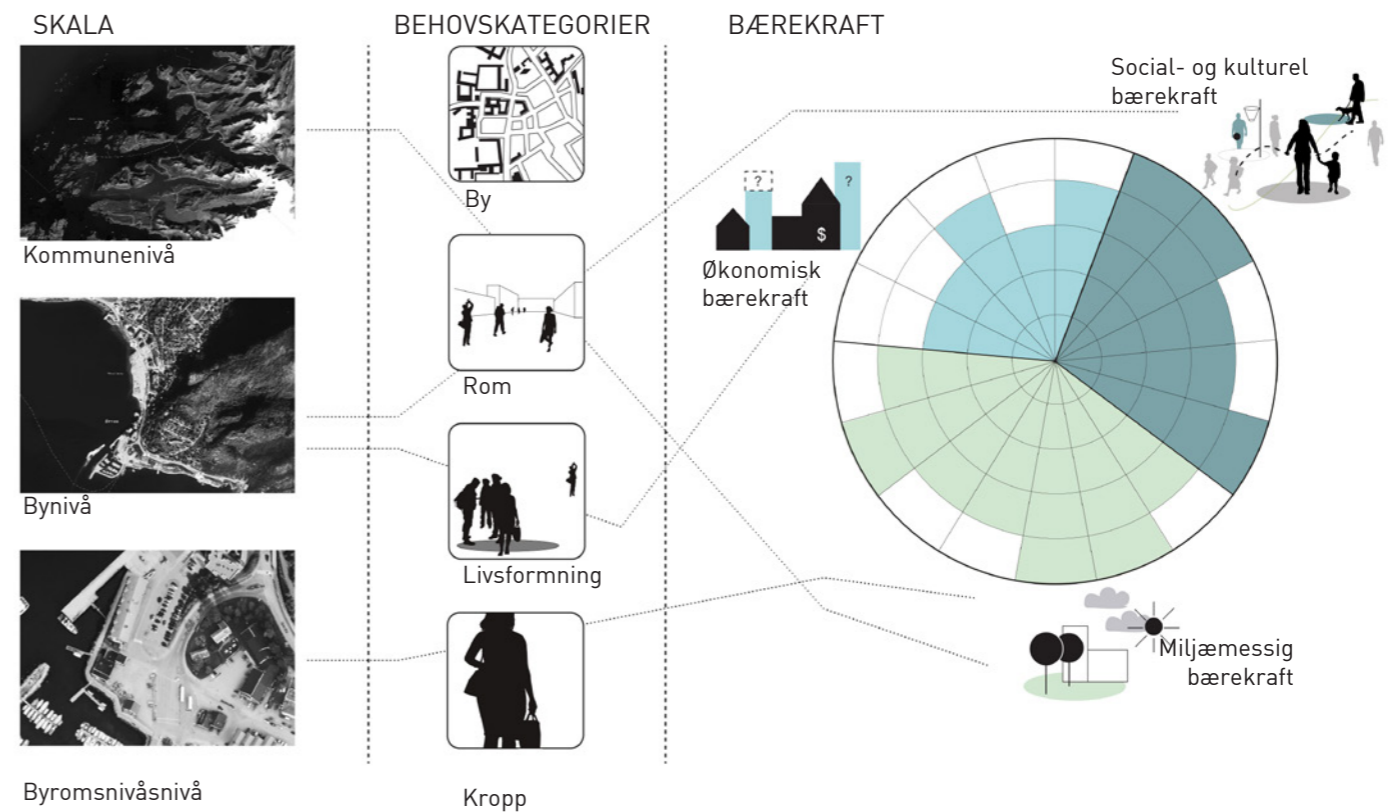 SKALA
Kommunenivå
Bynivå
Byromsnivåsnivå
BEHOVSKATEGORIER
By
Rom
Livsformning
Kropp
BÆREKRAFT
Social- og kulturel
bærekraft
?
?
$
Økonomisk
bærekraft
Miljæmessig
bærekraft